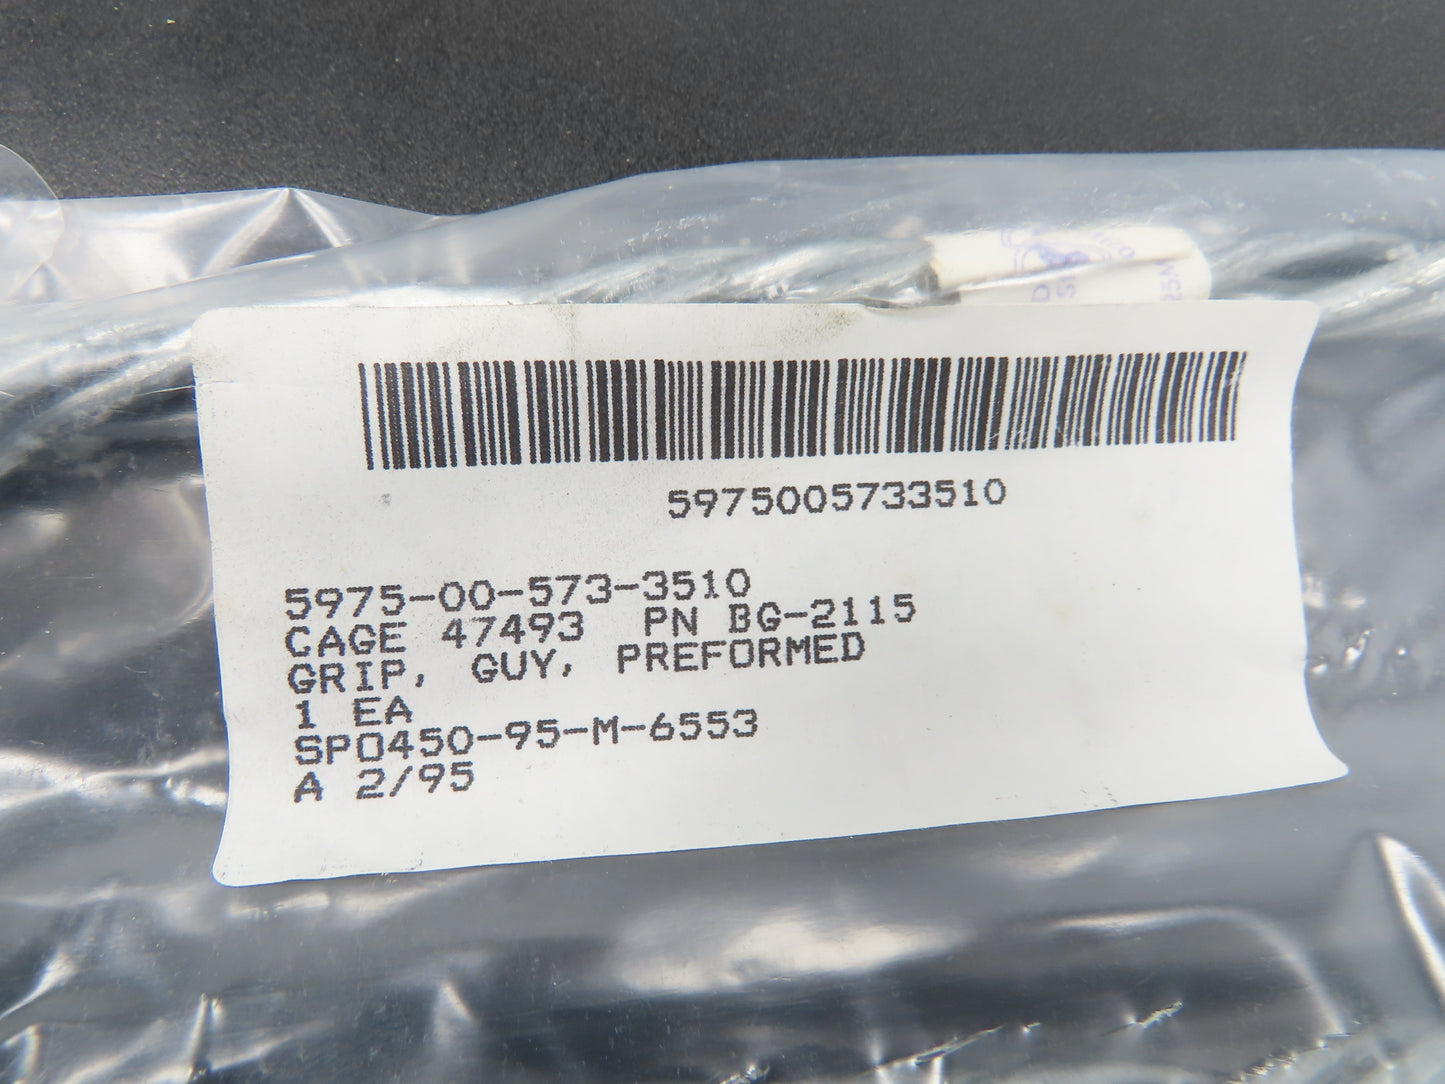 5975005733510
5975-00-573-3510
CAGE 47493 PN BG-2115
GRIP, GUY, PREFORMED
1 EA
SPO450-95-M-6553
A 2/95